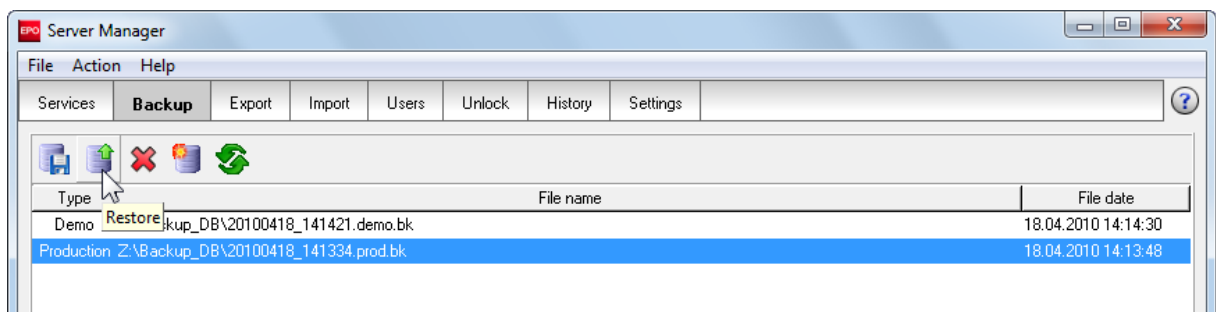 EPO Server Manager
File Action Help
Services Backup Export Import Users Unlock History Settings
Type File name File date
Restore
Demo kup_DB\20100418_141421.demo.bk 18.04.2010 14:14:30
Production Z:\Backup_DB\20100418_141334.prod.bk 18.04.2010 14:13:48